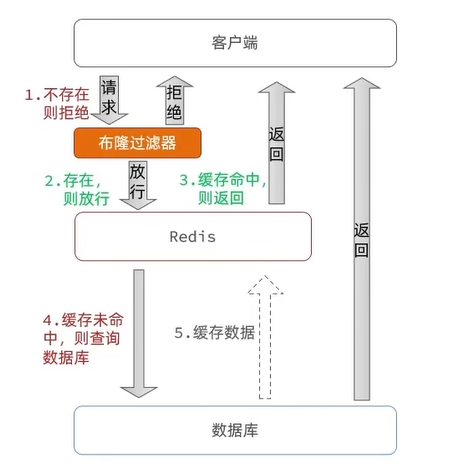 客户端
1.不存在
则拒绝
请求
拒绝
布隆过滤器
2.存在，
则放行
放行
3.缓存命中，
则返回
返回
Redis
返回
4.缓存未命
中，则查询
数据库
5.缓存数据
数据库